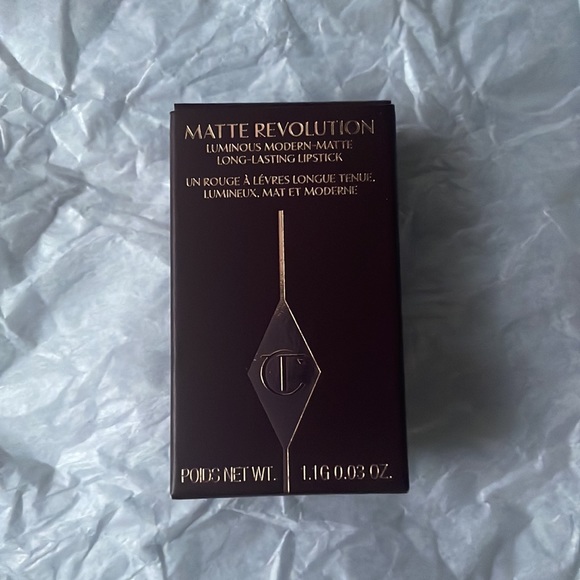 MATTE REVOLUTION
LUMINOUS MODERN-MATTE
LONG-LASTING LIPSTICK
UN ROUGE À LÉVRES LONGUE TENUE,
LUMINEUX, MAT ET MODERNE
CT
POIDS NET WT. 1.1G 0.03 OZ.